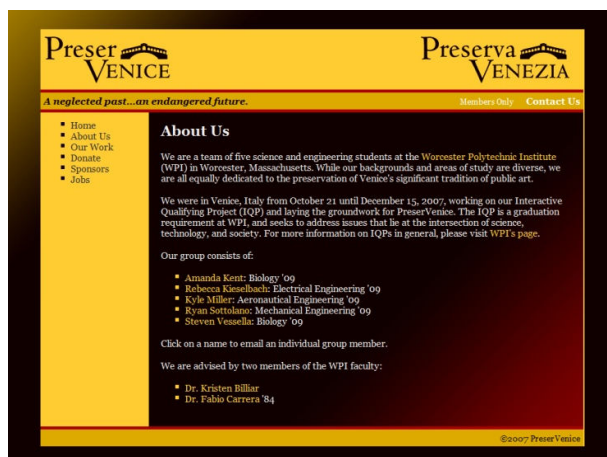 Preser
VENICE
Preserva
VENEZIA
A neglected past...an endangered future.
Members Only Contact Us
Home
About Us
Our Work
Donate
Sponsors
Jobs
About Us
We are a team of five science and engineering students at the Worcester Polytechnic Institute
(WPI) in Worcester, Massachusetts. While our backgrounds and areas of study are diverse, we
are all equally dedicated to the preservation of Venice's significant tradition of public art.
We were in Venice, Italy from October 21 until December 15, 2007, working on our Interactive
Qualifying Project (IQP) and laying the groundwork for PreserVenice. The IQP is a graduation
requirement at WPI, and seeks to address issues that lie at the intersection of science,
technology, and society. For more information on IQPs in general, please visit WPI's page.
Our group consists of:
Amanda Kent: Biology '09
Rebecca Kieselbach: Electrical Engineering '09
Kyle Miller: Aeronautical Engineering '09
Ryan Sottolano: Mechanical Engineering '09
Steven Vessella: Biology '09
Click on a name to email an individual group member.
We are advised by two members of the WPI faculty:
Dr. Kristen Billiar
Dr. Fabio Carrera '84
©2007 PreserVenice